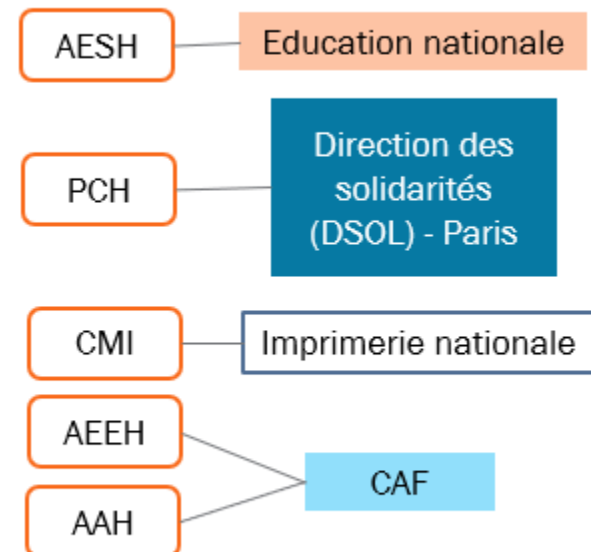 AESH
Education nationale
PCH
Direction des
solidarités
(DSOL) - Paris
CMI
Imprimerie nationale
AEEH
CAF
AAH